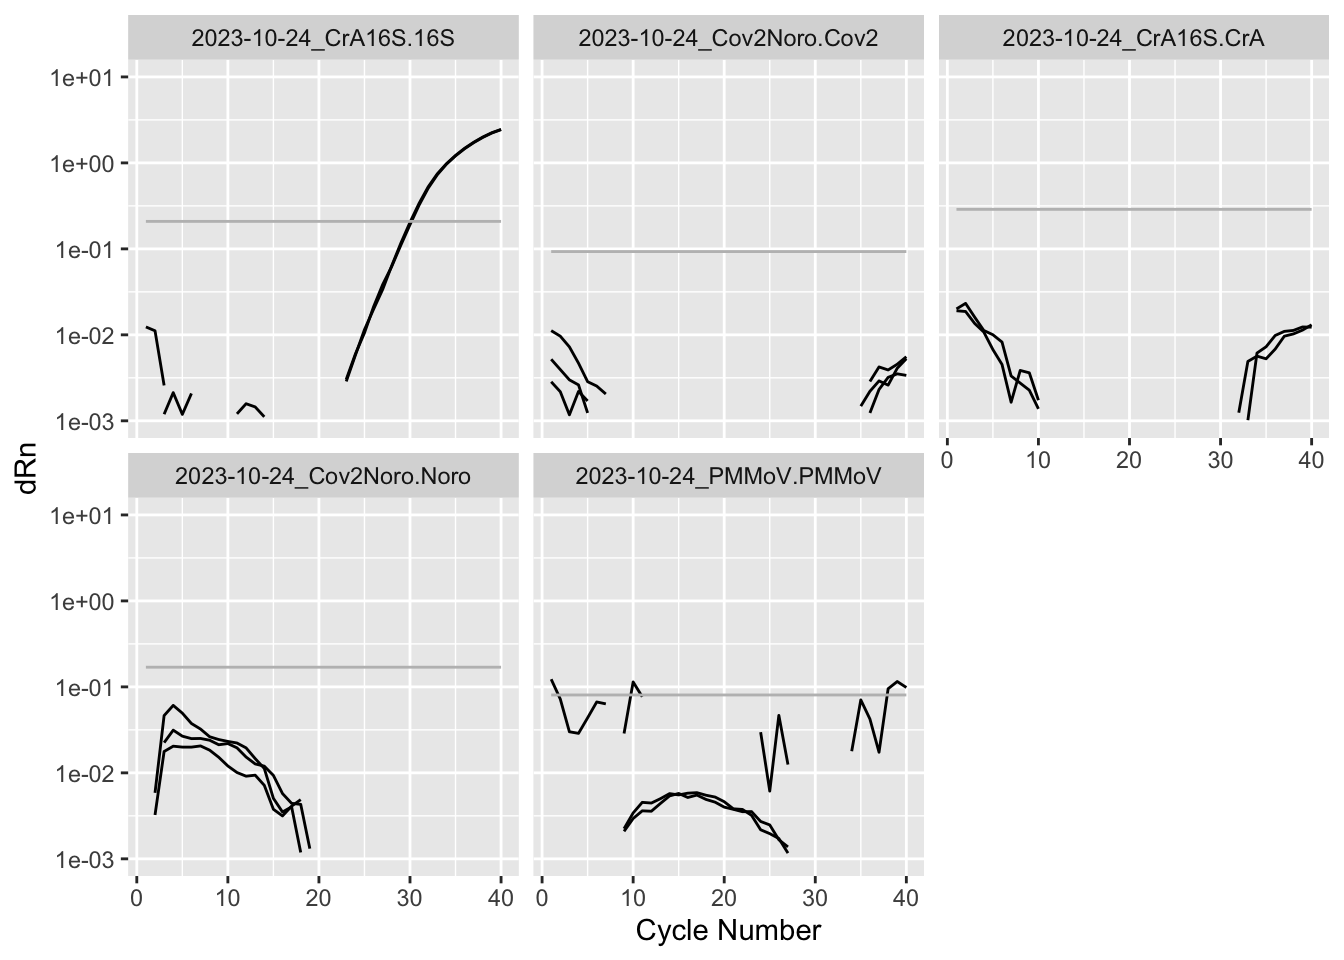 2023-10-24_CrA16S.16S
2023-10-24_Cov2Noro.Cov2
2023-10-24_CrA16S.CrA
1e+01
1e+00
1e-01
1e-02
1e-03
0 10 20 30 40
dRn
2023-10-24_Cov2Noro.Noro
2023-10-24_PMMoV.PMMoV
1e+01
1e+00
1e-01
1e-02
1e-03
0 10 20 30 40
0 10 20 30 40
Cycle Number